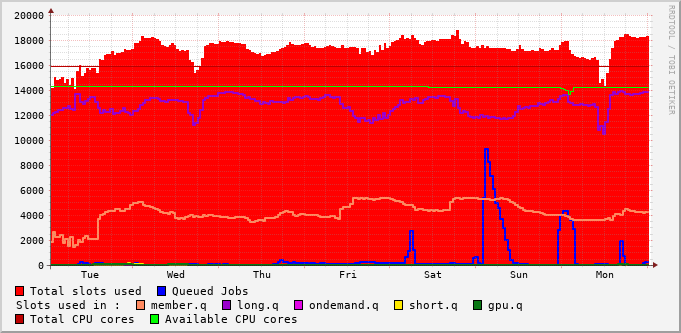 20000
18000
16000
14000
12000
10000
8000
6000
4000
2000
0
Tue Wed Thu Fri Sat Sun Mon
RRDTOOL / TOBI OETIKER
Total slots used Queued Jobs
Slots used in : member.q long.q ondemand.q short.q gpu.q
Total CPU cores Available CPU cores